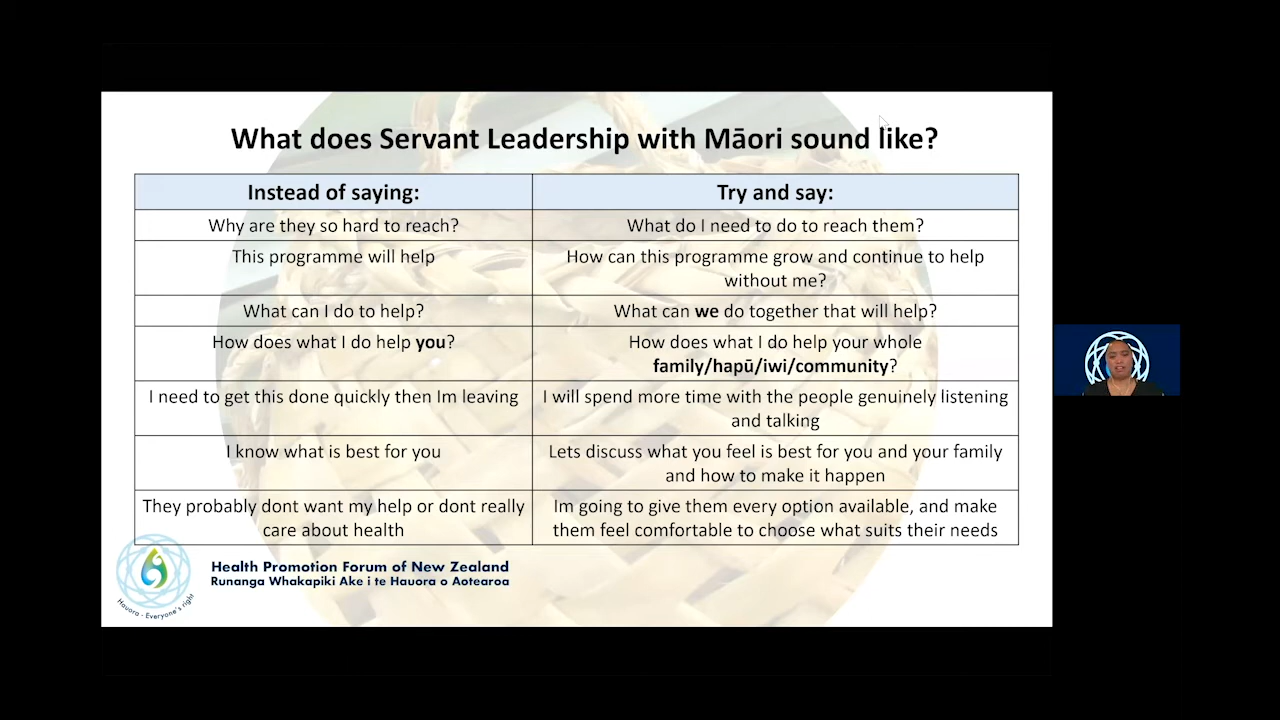 What does Servant Leadership with Māori sound like?
Instead of saying:
Try and say:
Why are they so hard to reach?
What do I need to do to reach them?
This programme will help
How can this programme grow and continue to help
without me?
What can I do to help?
What can we do together that will help?
How does what I do help you?
How does what I do help your whole
family/hapū/iwi/community?
I need to get this done quickly then Im leaving
I will spend more time with the people genuinely listening
and talking
I know what is best for you
Lets discuss what you feel is best for you and your family
and how to make it happen
They probably dont want my help or dont really
care about health
Im going to give them every option available, and make
them feel comfortable to choose what suits their needs
Health Promotion Forum of New Zealand
Runanga Whakapiki Ake i te Hauora o Aotearoa
Hauora - Everyone's right